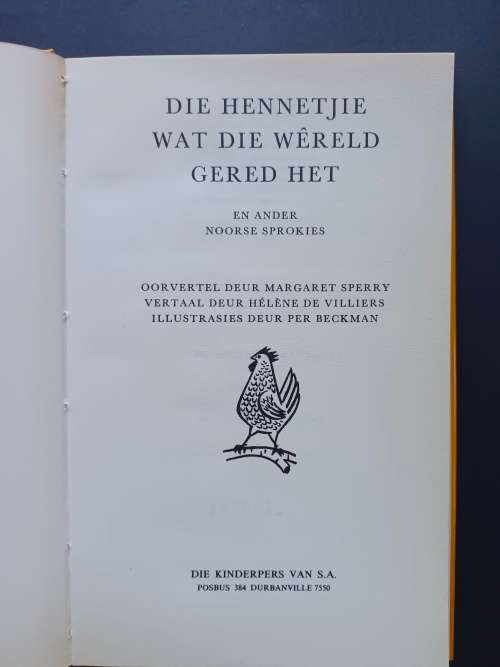 DIE HENNETJIE
WAT DIE WÊRELD
GERED HET
EN ANDER
NOORSE SPROKIES
OORVERTEL DEUR MARGARET SPERRY
VERTAAL DEUR HÉLÈNE DE VILLIERS
ILLUSTRASIES DEUR PER BECKMAN
DIE KINDERPERS VAN S.A.
POSBUS 384 DURBANVILLE 7550